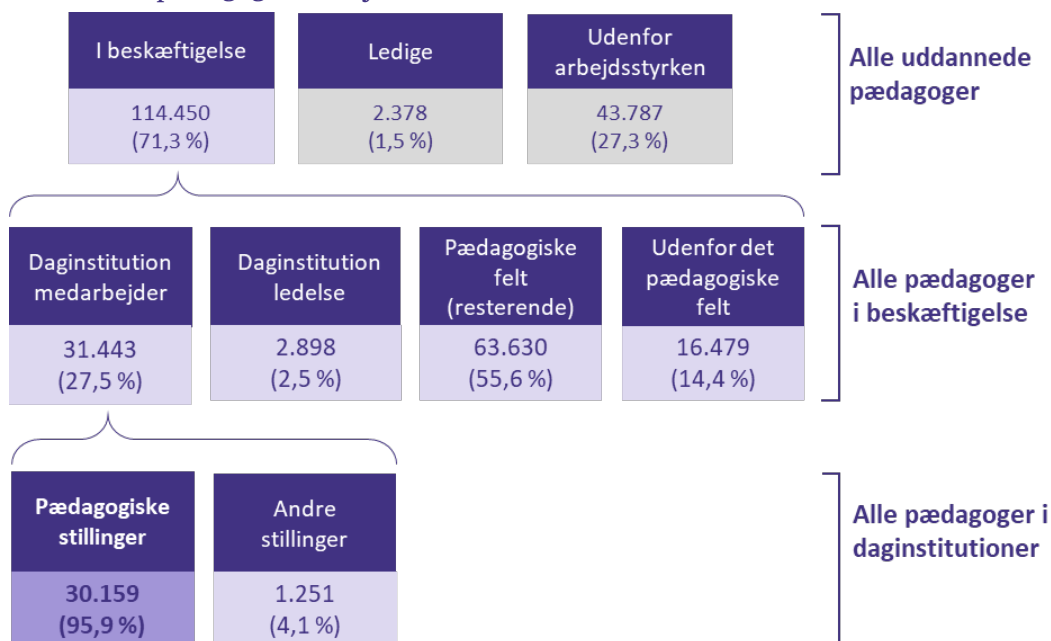 I beskæftigelse
Ledige
Udenfor
arbejdsstyrken
114.450
(71,3 %)
2.378
(1,5 %)
43.787
(27,3 %)
Alle uddannede
pædagoger
Daginstitution
medarbejder
Daginstitution
ledelse
Pædagogiske
felt
(resterende)
Udenfor det
pædagogiske
felt
31.443
(27,5 %)
2.898
(2,5 %)
63.630
(55,6 %)
16.479
(14,4 %)
Alle pædagoger
i beskæftigelse
Pædagogiske
stillinger
Andre
stillinger
30.159
(95,9 %)
1.251
(4,1 %)
Alle pædagoger i
daginstitutioner